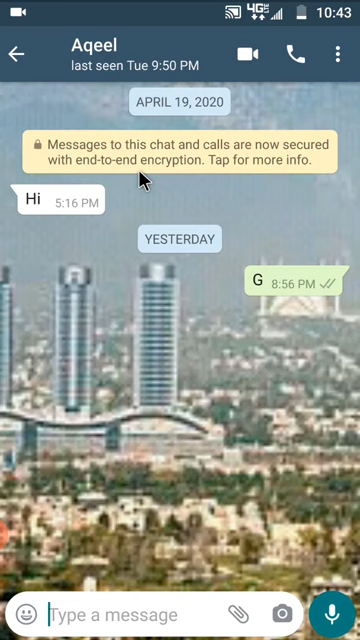 4G LTE 10:43
Aqeel
last seen Tue 9:50 PM
APRIL 19, 2020
Messages to this chat and calls are now secured
with end-to-end encryption. Tap for more info.
Hi 5:16 PM
YESTERDAY
G 8:56 PM
Type a message